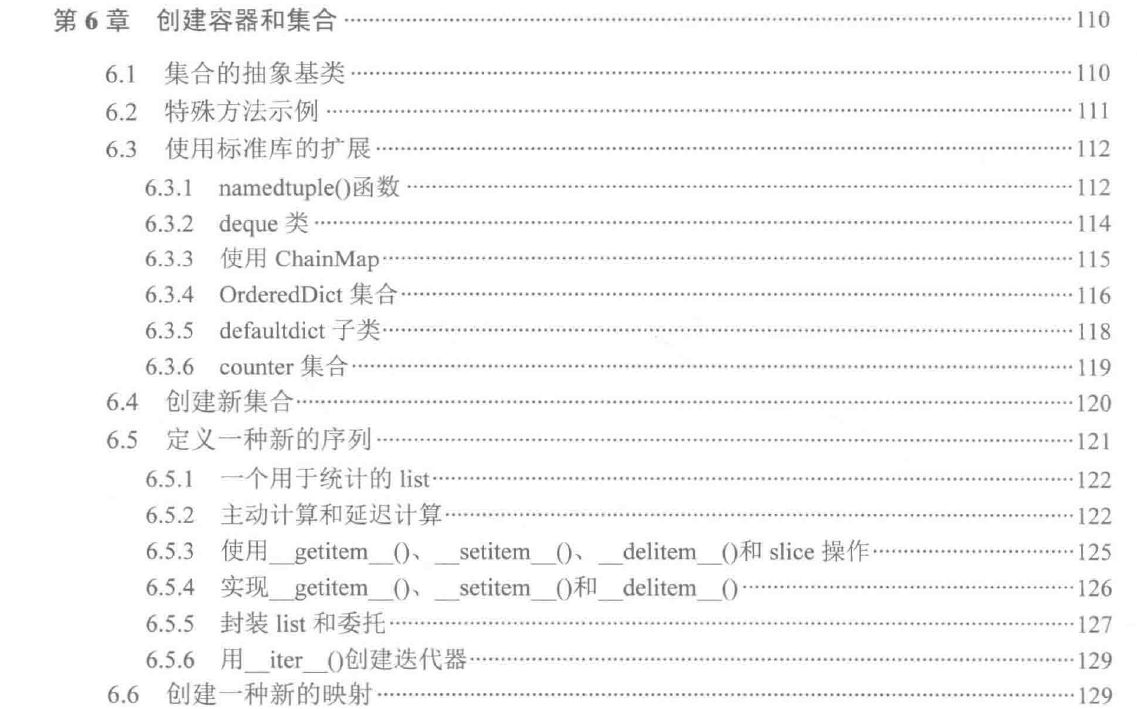 第 6 章 创建容器和集合 ························ 110
6.1 集合的抽象基类 ························ 110
6.2 特殊方法示例 ························ 111
6.3 使用标准库的扩展 ························ 112
6.3.1 namedtuple()函数 ························ 112
6.3.2 deque 类 ························ 114
6.3.3 使用 ChainMap ························ 115
6.3.4 OrderedDict 集合 ························ 116
6.3.5 defaultdict 子类 ························ 118
6.3.6 counter 集合 ························ 119
6.4 创建新集合 ························ 120
6.5 定义一种新的序列 ························ 121
6.5.1 一个用于统计的 list ························ 122
6.5.2 主动计算和延迟计算 ························ 122
6.5.3 使用__getitem__()、__setitem__()、__delitem__()和 slice 操作 ························ 125
6.5.4 实现__getitem__()、__setitem__()和__delitem__() ························ 126
6.5.5 封装 list 和委托 ························ 127
6.5.6 用__iter__()创建迭代器 ························ 129
6.6 创建一种新的映射 ························ 129